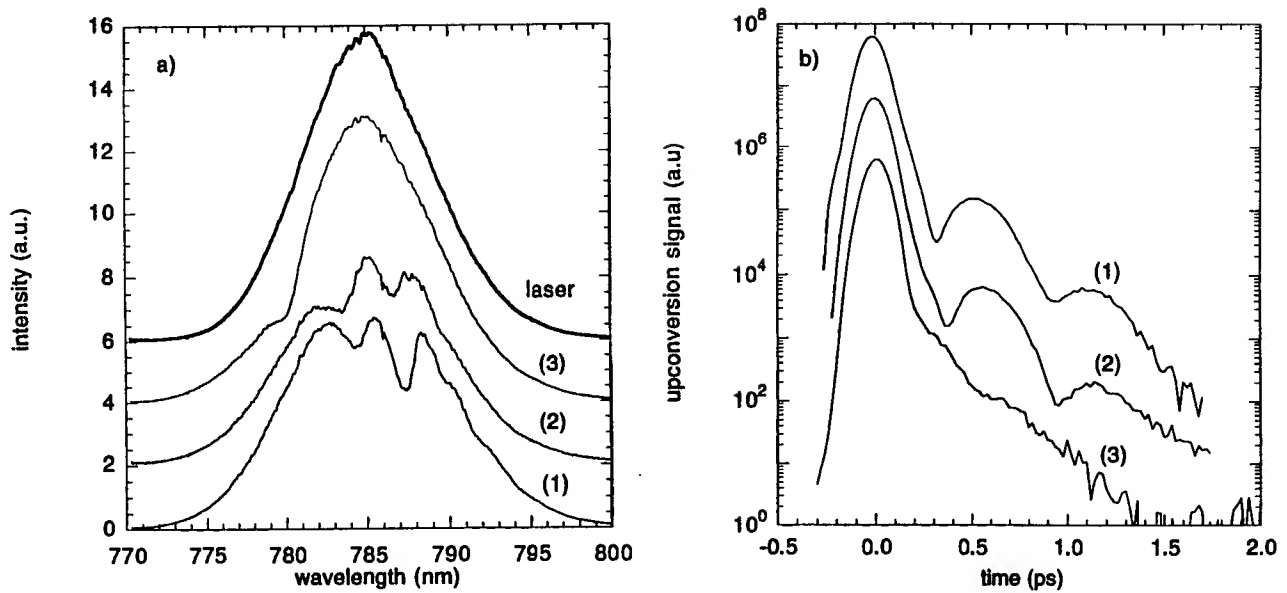 a)
intensity (a.u.)
16
14
12
10
8
6
4
2
0
laser
(3)
(2)
(1)
770 775 780 785 790 795 800
wavelength (nm)
b)
upconversion signal (a.u)
10^8
10^6
10^4
10^2
10^0
(1)
(2)
(3)
-0.5 0.0 0.5 1.0 1.5 2.0
time (ps)